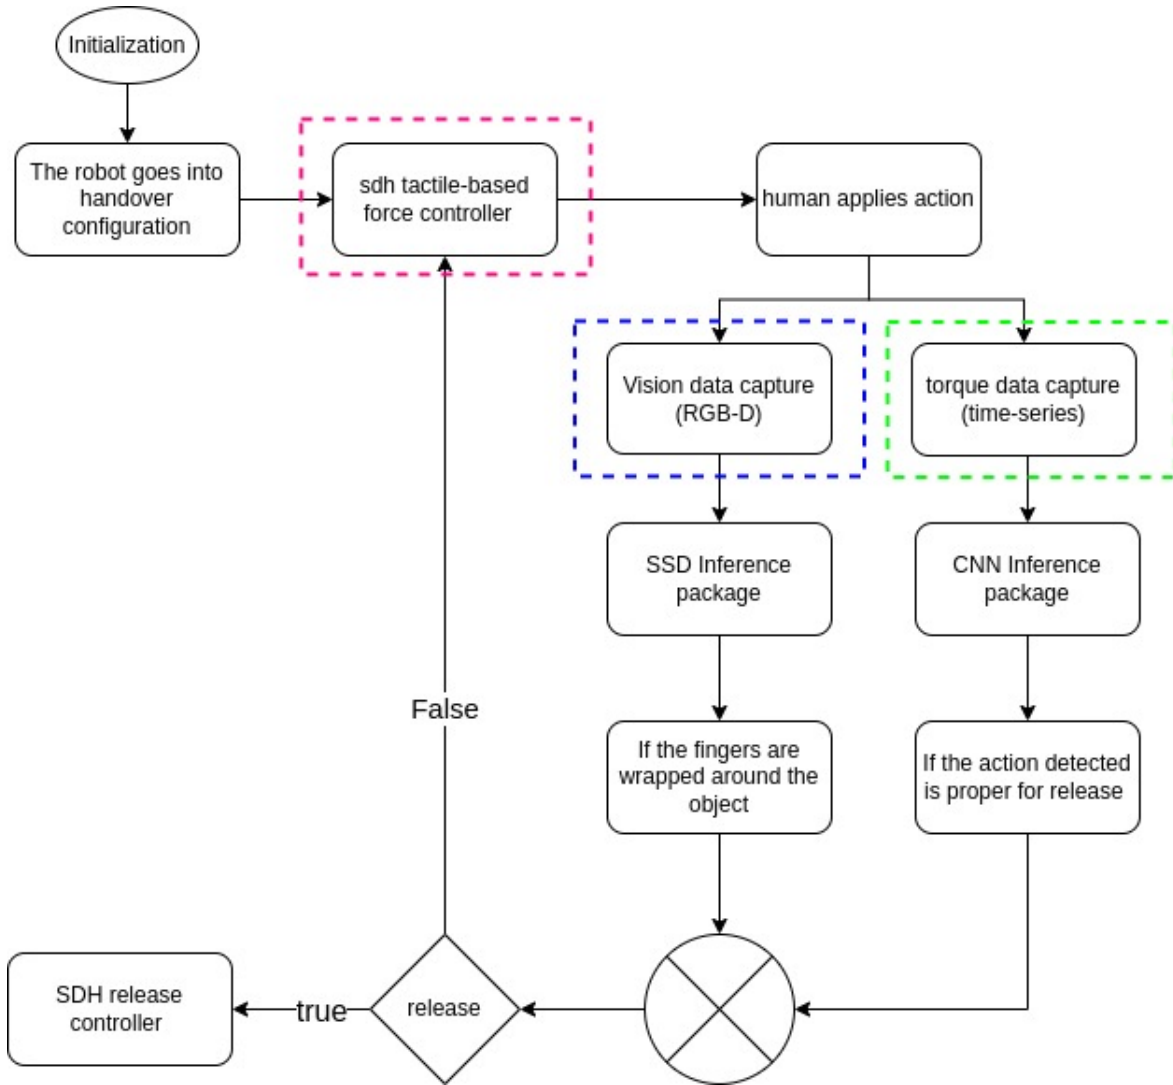 Initialization
The robot goes into
handover
configuration
sdh tactile-based
force controller
human applies action
Vision data capture
(RGB-D)
torque data capture
(time-series)
SSD Inference
package
CNN Inference
package
False
If the fingers are
wrapped around the
object
If the action detected
is proper for release
SDH release
controller
true
release